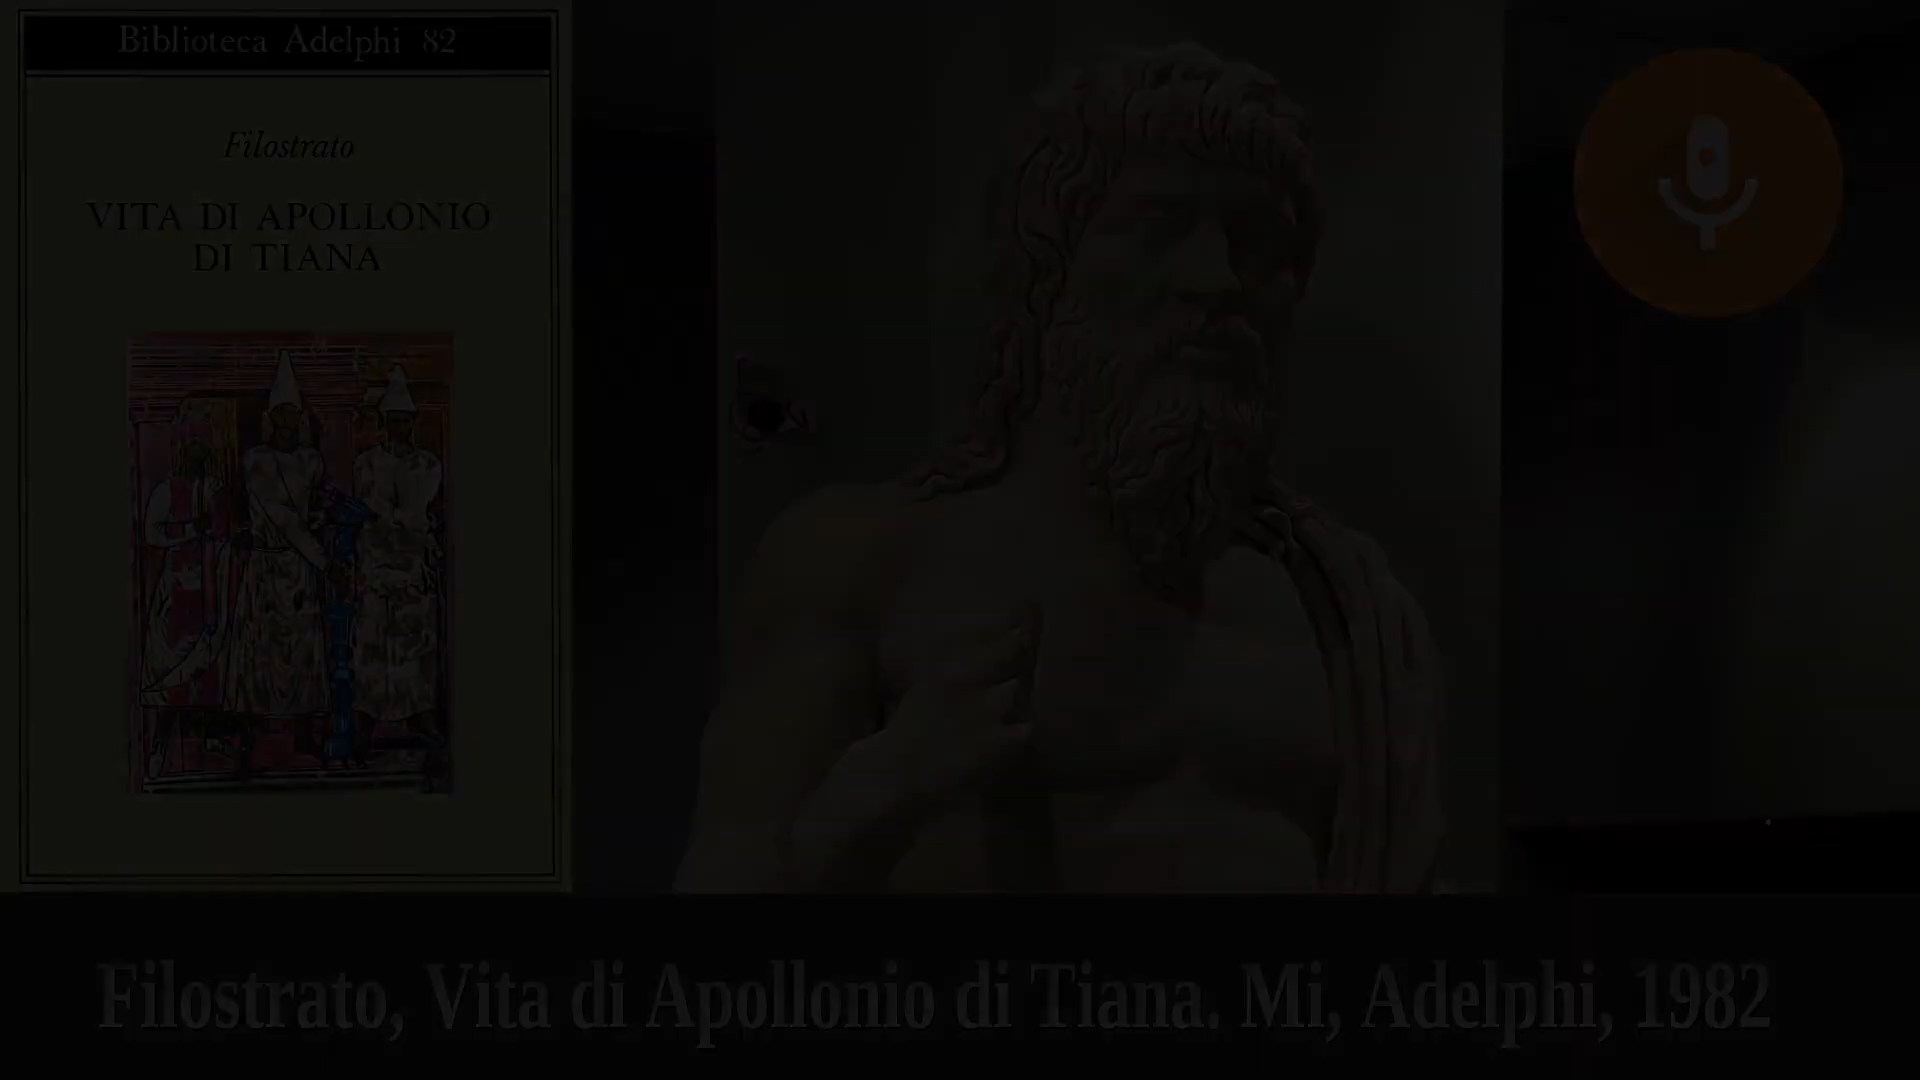 Biblioteca Adelphi 82
Filostrato
VITA DI APOLLONIO
DI TIANA
Filostrato, Vita di Apollonio di Tiana. Mi, Adelphi, 1982